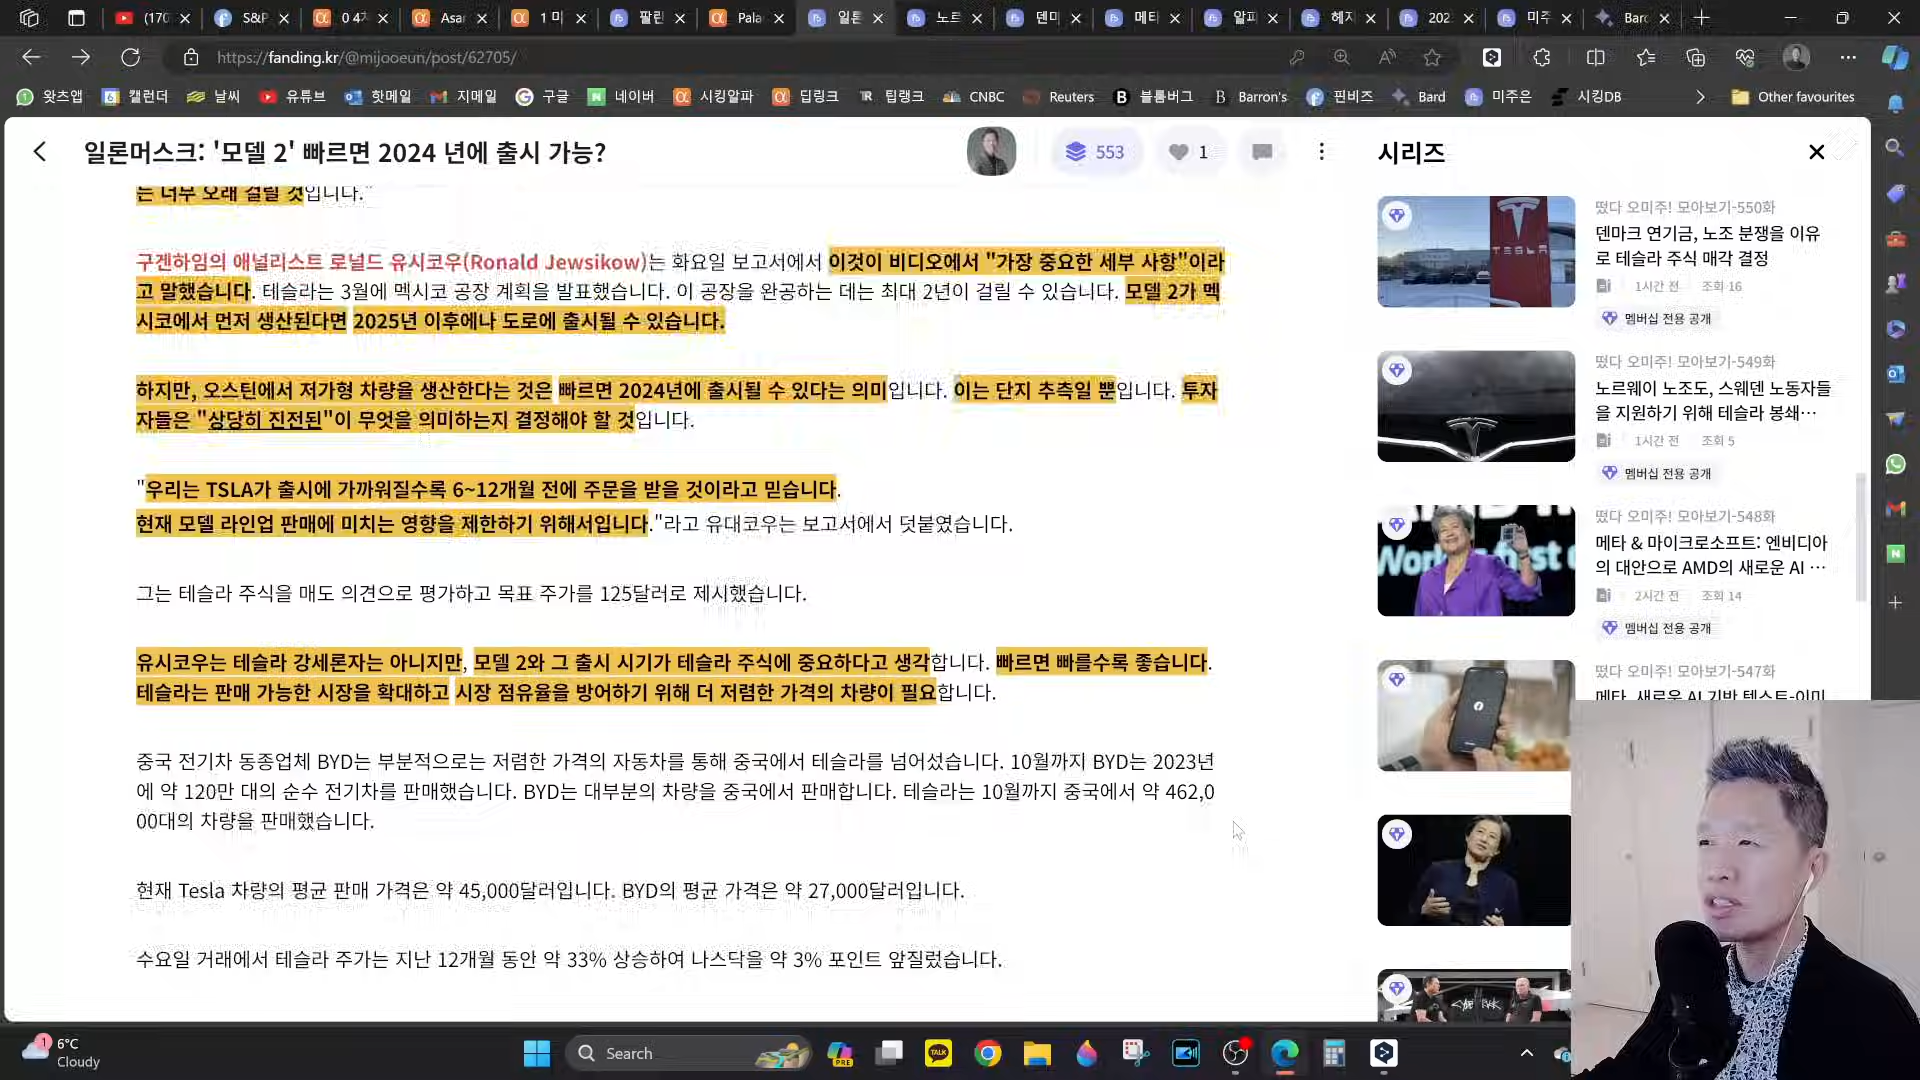 (170
S&P
0 4
Asa
1 미
팔린
Pala
일론
노르
덴미
메타
알파
헤지
202
미주
Barc
https://fanding.kr/@mijooeun/post/62705/
왓츠앱
캘린더
날씨
유튜브
핫메일
지메일
구글
네이버
시킹알파
딥링크
팁랭크
CNBC
Reuters
블룸버그
Barron's
핀비즈
Bard
미주은
시킹DB
Other favourites
일론머스크: '모델 2' 빠르면 2024 년에 출시 가능?
553
1
시리즈
는 너무 오래 걸릴 것입니다."
구겐하임의 애널리스트 로널드 유시코우(Ronald Jewsikow)는 화요일 보고서에서 이것이 비디오에서 "가장 중요한 세부 사항"이라
고 말했습니다. 테슬라는 3월에 멕시코 공장 계획을 발표했습니다. 이 공장을 완공하는 데는 최대 2년이 걸릴 수 있습니다. 모델 2가 멕
시코에서 먼저 생산된다면 2025년 이후에나 도로에 출시될 수 있습니다.
하지만, 오스틴에서 저가형 차량을 생산한다는 것은 빠르면 2024년에 출시될 수 있다는 의미입니다. 이는 단지 추측일 뿐입니다. 투자
자들은 "상당히 진전된"이 무엇을 의미하는지 결정해야 할 것입니다.
"우리는 TSLA가 출시에 가까워질수록 6~12개월 전에 주문을 받을 것이라고 믿습니다.
현재 모델 라인업 판매에 미치는 영향을 제한하기 위해서입니다."라고 유대코우는 보고서에서 덧붙였습니다.
그는 테슬라 주식을 매도 의견으로 평가하고 목표 주가를 125달러로 제시했습니다.
유시코우는 테슬라 강세론자는 아니지만, 모델 2와 그 출시 시기가 테슬라 주식에 중요하다고 생각합니다. 빠르면 빠를수록 좋습니다.
테슬라는 판매 가능한 시장을 확대하고 시장 점유율을 방어하기 위해 더 저렴한 가격의 차량이 필요합니다.
중국 전기차 동종업체 BYD는 부분적으로는 저렴한 가격의 자동차를 통해 중국에서 테슬라를 넘어섰습니다. 10월까지 BYD는 2023년
에 약 120만 대의 순수 전기차를 판매했습니다. BYD는 대부분의 차량을 중국에서 판매합니다. 테슬라는 10월까지 중국에서 약 462,0
00대의 차량을 판매했습니다.
현재 Tesla 차량의 평균 판매 가격은 약 45,000달러입니다. BYD의 평균 가격은 약 27,000달러입니다.
수요일 거래에서 테슬라 주가는 지난 12개월 동안 약 33% 상승하여 나스닥을 약 3% 포인트 앞질렀습니다.
떴다 오미주! 모아보기-550화
덴마크 연기금, 노조 분쟁을 이유
로 테슬라 주식 매각 결정
1시간 전 조회 16
멤버십 전용 공개
TESLA
떴다 오미주! 모아보기-549화
노르웨이 노조도, 스웨덴 노동자들
을 지원하기 위해 테슬라 봉쇄…
1시간 전 조회 5
멤버십 전용 공개
떴다 오미주! 모아보기-548화
메타 & 마이크로소프트: 엔비디아
의 대안으로 AMD의 새로운 AI …
2시간 전 조회 14
멤버십 전용 공개
떴다 오미주! 모아보기-547화
메타, 새로운 AI 기반 텍스트-이미
1
6°C
Cloudy
Search
PRE
TALK